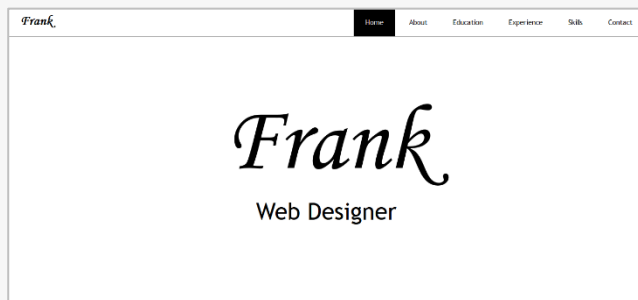 Frank
Home About Education Experience Skills Contact
Frank
Web Designer